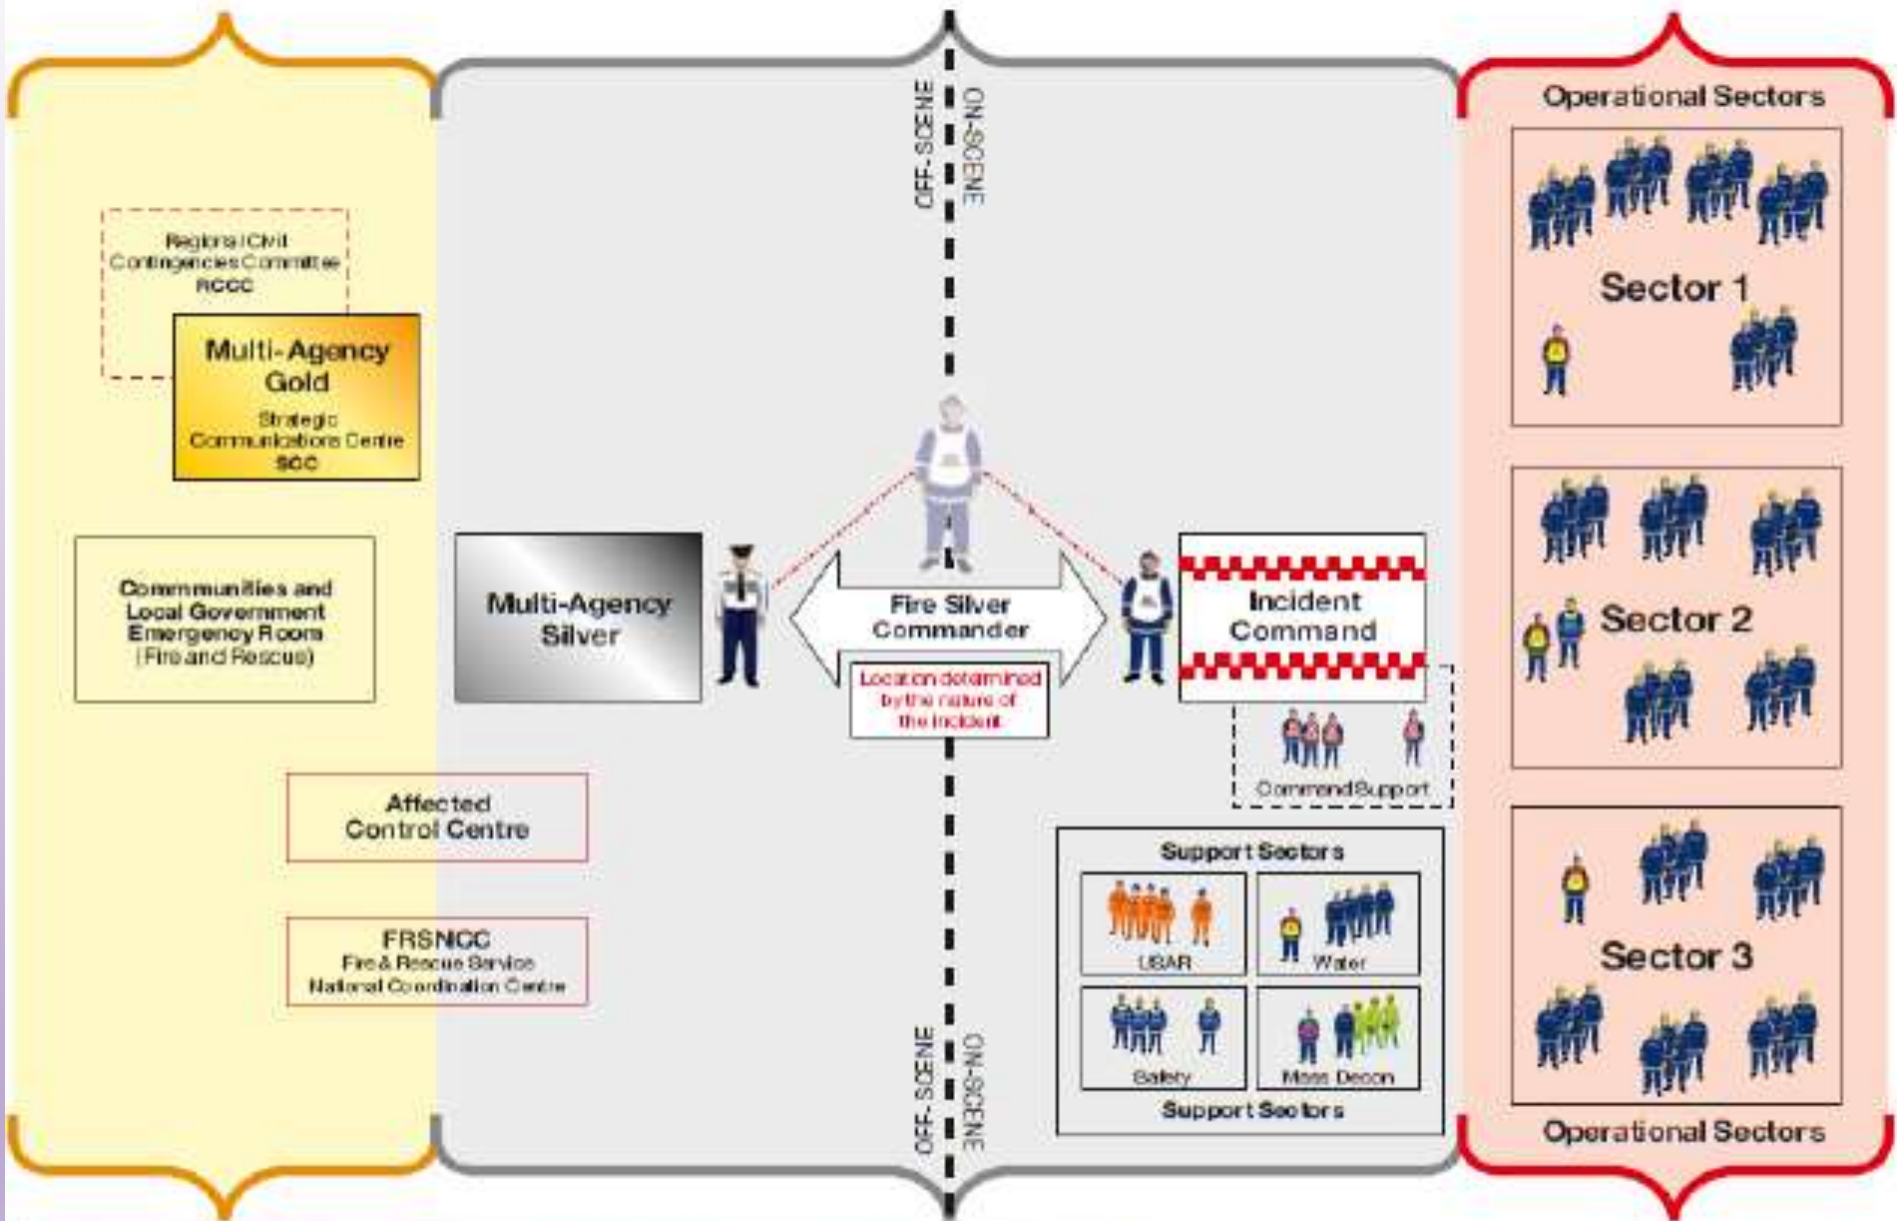 OFF-SCENE
ON-SCENE
Regional Civil
Contingencies Committee
RCCC
Multi-Agency
Gold
Strategic
Communications Centre
SCC
Commmunities and
Local Government
Emergency Room
(Fire and Rescue)
Multi-Agency
Silver
Fire Silver
Commander
Location determined
by the nature of
the incident
Incident
Command
Command Support
Affected
Control Centre
FRSNCC
Fire & Rescue Service
National Coordination Centre
Support Sectors
USAR
Water
Safety
Mass Decon
Support Sectors
OFF-SCENE
ON-SCENE
Operational Sectors
Sector 1
Sector 2
Sector 3
Operational Sectors